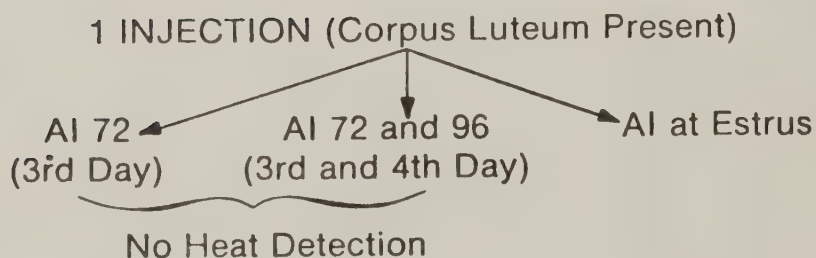 1 INJECTION (Corpus Luteum Present)
AI 72
(3rd Day)
AI 72 and 96
(3rd and 4th Day)
AI at Estrus
No Heat Detection